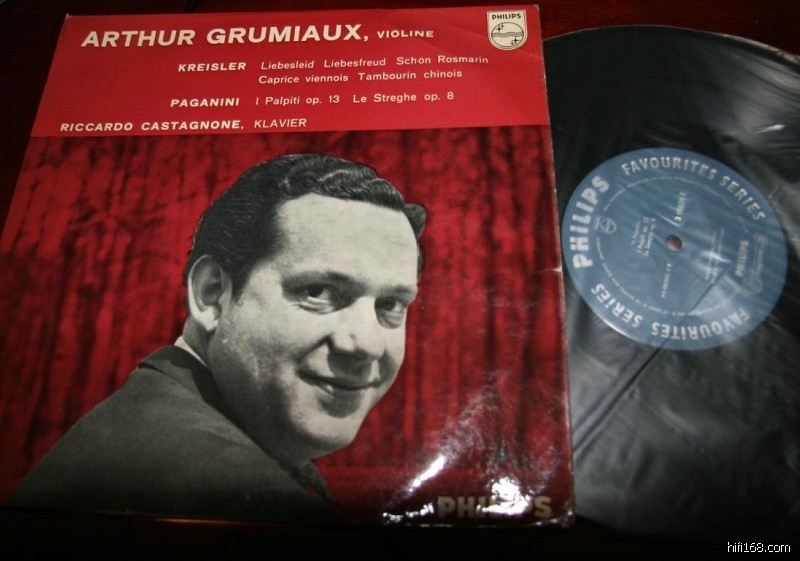 ARTHUR GRUMIAUX, VIOLINE
PHILIPS
KREISLER Liebesleid Liebesfreud Schön Rosmarin
Caprice viennois Tambourin chinois
PAGANINI I Palpiti op. 13 Le Streghe op. 8
RICCARDO CASTAGNONE, KLAVIER
PHILIPS
PHILIPS
FAVOURITES SERIES
PHILIPS
FAVOURITES SERIES
hifi168.com